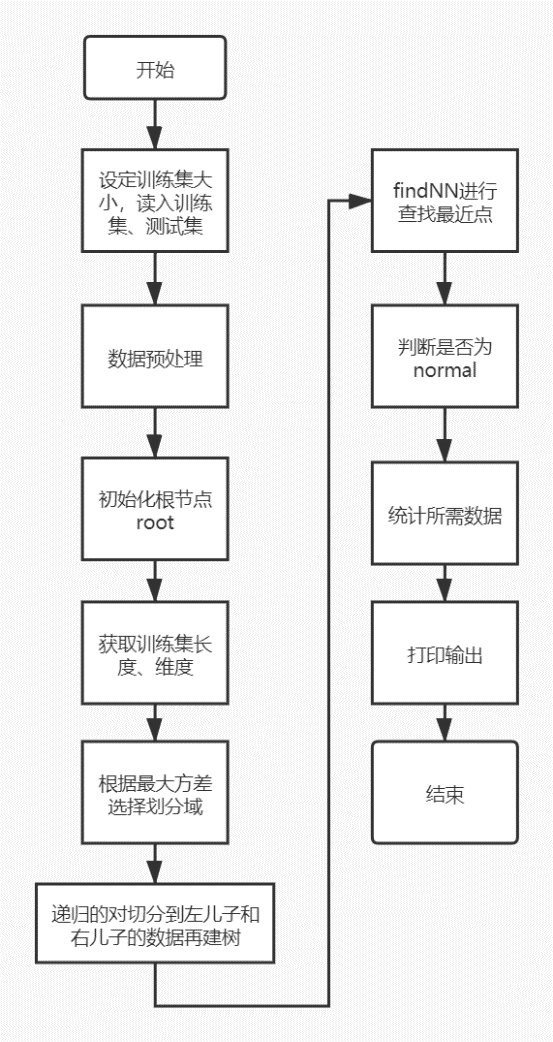 开始
设定训练集大
小，读入训练
集、测试集
数据预处理
初始化根节点
root
获取训练集长
度、维度
根据最大方差
选择划分域
递归的对切分到左儿子和
右儿子的数据再建树
findNN进行
查找最近点
判断是否为
normal
统计所需数据
打印输出
结束